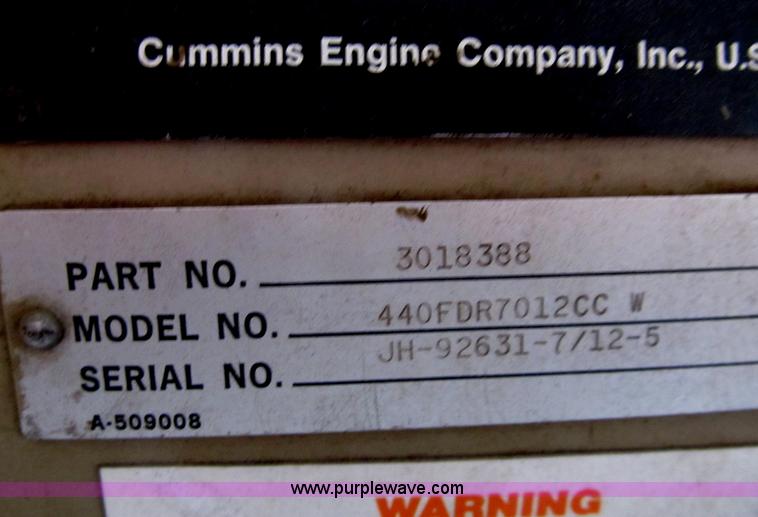 Cummins Engine Company, Inc., U.S
PART NO. 3018388
MODEL NO. 440FDR7012CC W
SERIAL NO. JH-92631-7/12-5
A-509008
www.purplewave.com
WARNING